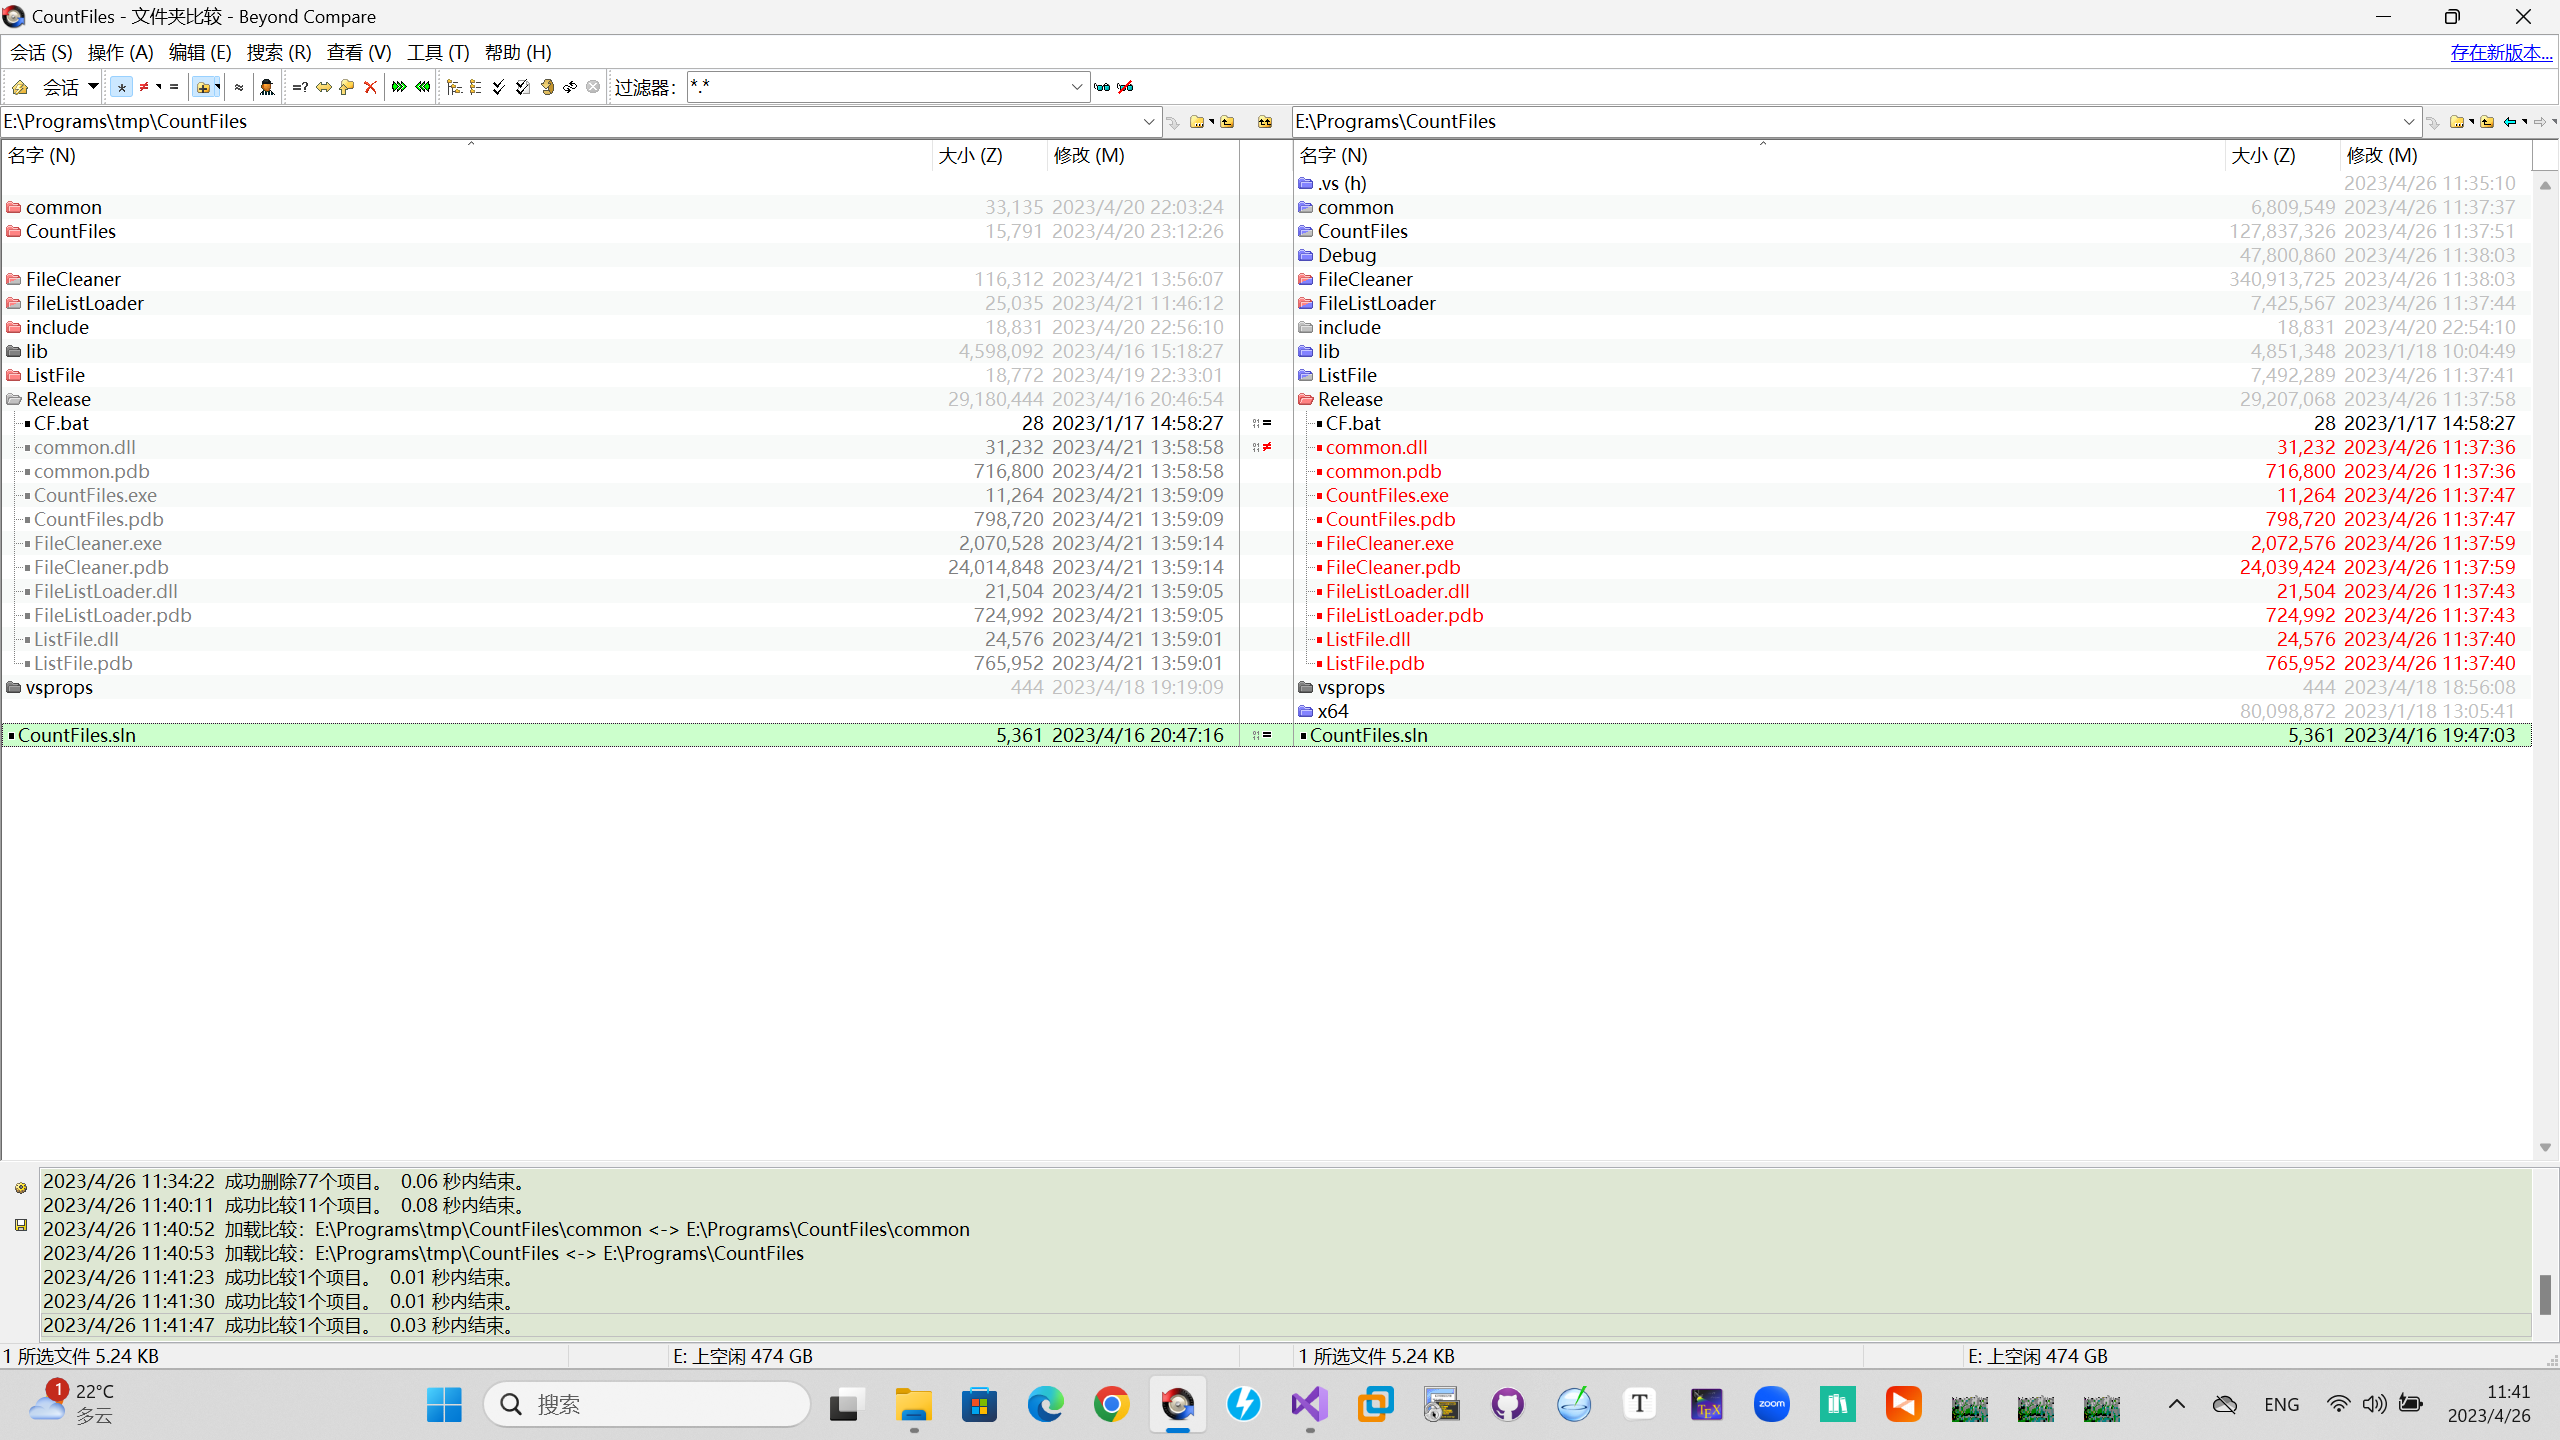 CountFiles - 文件夹比较 - Beyond Compare
会话 (S) 操作 (A) 编辑 (E) 搜索 (R) 查看 (V) 工具 (T) 帮助 (H) 存在新版本...
会话 过滤器： *.*
E:\Programs\tmp\CountFiles E:\Programs\CountFiles
名字 (N) 大小 (Z) 修改 (M) 名字 (N) 大小 (Z) 修改 (M)
.vs (h) 2023/4/26 11:35:10
common 33,135 2023/4/20 22:03:24 common 6,809,549 2023/4/26 11:37:37
CountFiles 15,791 2023/4/20 23:12:26 CountFiles 127,837,326 2023/4/26 11:37:51
Debug 47,800,860 2023/4/26 11:38:03
FileCleaner 116,312 2023/4/21 13:56:07 FileCleaner 340,913,725 2023/4/26 11:38:03
FileListLoader 25,035 2023/4/21 11:46:12 FileListLoader 7,425,567 2023/4/26 11:37:44
include 18,831 2023/4/20 22:56:10 include 18,831 2023/4/20 22:54:10
lib 4,598,092 2023/4/16 15:18:27 lib 4,851,348 2023/1/18 10:04:49
ListFile 18,772 2023/4/19 22:33:01 ListFile 7,492,289 2023/4/26 11:37:41
Release 29,180,444 2023/4/16 20:46:54 Release 29,207,068 2023/4/26 11:37:58
CF.bat 28 2023/1/17 14:58:27 = CF.bat 28 2023/1/17 14:58:27
common.dll 31,232 2023/4/21 13:58:58 ≠ common.dll 31,232 2023/4/26 11:37:36
common.pdb 716,800 2023/4/21 13:58:58 common.pdb 716,800 2023/4/26 11:37:36
CountFiles.exe 11,264 2023/4/21 13:59:09 CountFiles.exe 11,264 2023/4/26 11:37:47
CountFiles.pdb 798,720 2023/4/21 13:59:09 CountFiles.pdb 798,720 2023/4/26 11:37:47
FileCleaner.exe 2,070,528 2023/4/21 13:59:14 FileCleaner.exe 2,072,576 2023/4/26 11:37:59
FileCleaner.pdb 24,014,848 2023/4/21 13:59:14 FileCleaner.pdb 24,039,424 2023/4/26 11:37:59
FileListLoader.dll 21,504 2023/4/21 13:59:05 FileListLoader.dll 21,504 2023/4/26 11:37:43
FileListLoader.pdb 724,992 2023/4/21 13:59:05 FileListLoader.pdb 724,992 2023/4/26 11:37:43
ListFile.dll 24,576 2023/4/21 13:59:01 ListFile.dll 24,576 2023/4/26 11:37:40
ListFile.pdb 765,952 2023/4/21 13:59:01 ListFile.pdb 765,952 2023/4/26 11:37:40
vsprops 444 2023/4/18 19:19:09 vsprops 444 2023/4/18 18:56:08
x64 80,098,872 2023/1/18 13:05:41
CountFiles.sln 5,361 2023/4/16 20:47:16 = CountFiles.sln 5,361 2023/4/16 19:47:03
2023/4/26 11:34:22 成功删除77个项目。 0.06 秒内结束。
2023/4/26 11:40:11 成功比较11个项目。 0.08 秒内结束。
2023/4/26 11:40:52 加载比较：E:\Programs\tmp\CountFiles\common <-> E:\Programs\CountFiles\common
2023/4/26 11:40:53 加载比较：E:\Programs\tmp\CountFiles <-> E:\Programs\CountFiles
2023/4/26 11:41:23 成功比较1个项目。 0.01 秒内结束。
2023/4/26 11:41:30 成功比较1个项目。 0.01 秒内结束。
2023/4/26 11:41:47 成功比较1个项目。 0.03 秒内结束。
1 所选文件 5.24 KB E: 上空闲 474 GB 1 所选文件 5.24 KB E: 上空闲 474 GB
1 22°C 搜索 T TEX zoom ENG 11:41
多云 2023/4/26